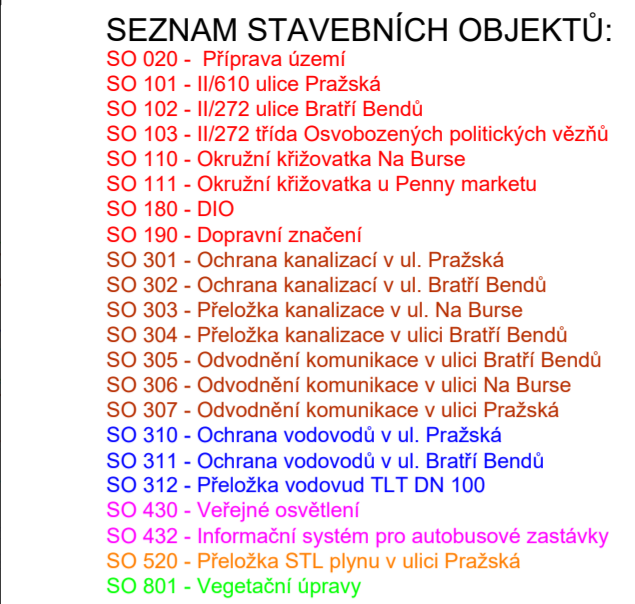 SEZNAM STAVEBNÍCH OBJEKTŮ:
SO 020 - Příprava území
SO 101 - II/610 ulice Pražská
SO 102 - II/272 ulice Bratří Bendů
SO 103 - II/272 třída Osvobozených politických vězňů
SO 110 - Okružní křižovatka Na Burse
SO 111 - Okružní křižovatka u Penny marketu
SO 180 - DIO
SO 190 - Dopravní značení
SO 301 - Ochrana kanalizací v ul. Pražská
SO 302 - Ochrana kanalizací v ul. Bratří Bendů
SO 303 - Přeložka kanalizace v ul. Na Burse
SO 304 - Přeložka kanalizace v ulici Bratří Bendů
SO 305 - Odvodnění komunikace v ulici Bratří Bendů
SO 306 - Odvodnění komunikace v ulici Na Burse
SO 307 - Odvodnění komunikace v ulici Pražská
SO 310 - Ochrana vodovodů v ul. Pražská
SO 311 - Ochrana vodovodů v ul. Bratří Bendů
SO 312 - Přeložka vodovud TLT DN 100
SO 430 - Veřejné osvětlení
SO 432 - Informační systém pro autobusové zastávky
SO 520 - Přeložka STL plynu v ulici Pražská
SO 801 - Vegetační úpravy